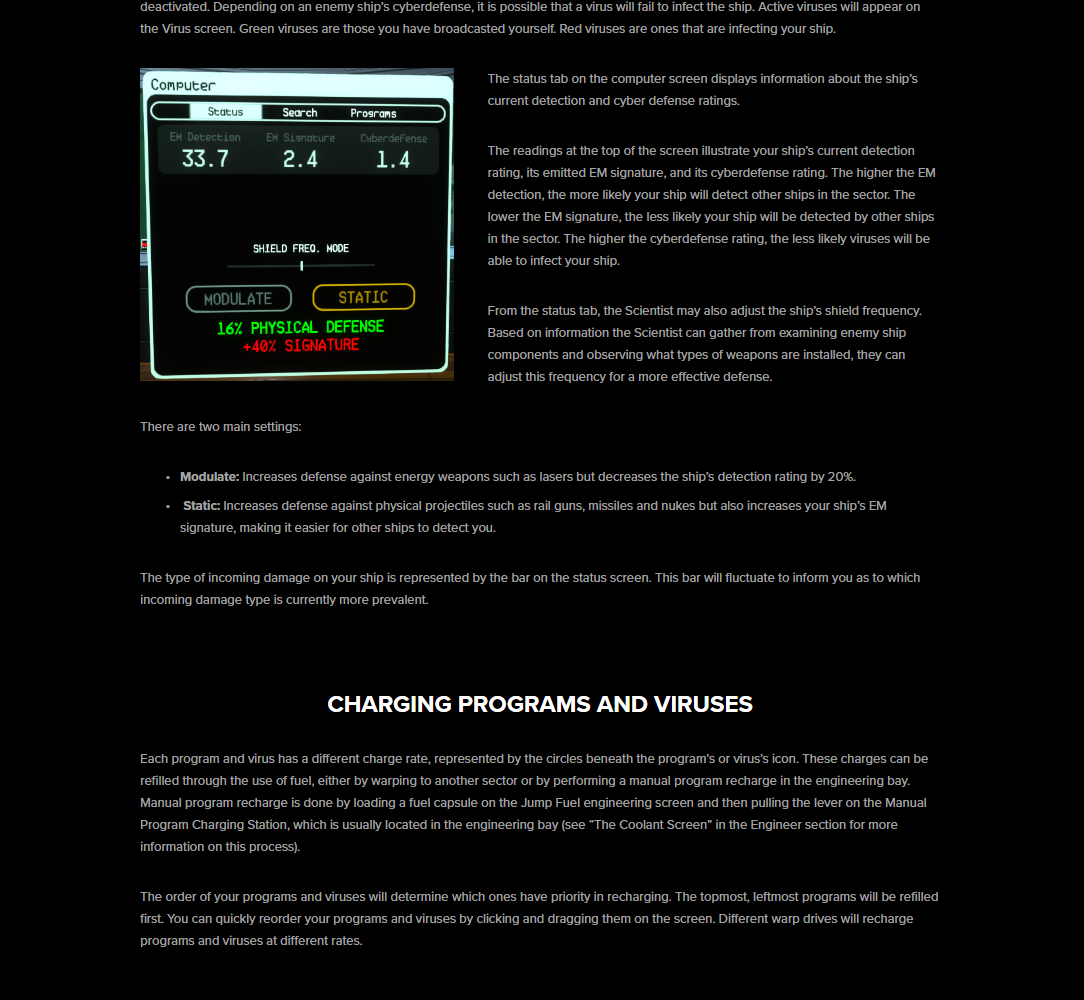 deactivated. Depending on an enemy ship's cyberdefense, it is possible that a virus will fail to infect the ship. Active viruses will appear on
the Virus screen. Green viruses are those you have broadcasted yourself. Red viruses are ones that are infecting your ship.
Computer
Status Search Programs
EM Detection EM Signature Cyberdefense
33.7 2.4 1.4
SHIELD FREQ. MODE
MODULATE STATIC
16% PHYSICAL DEFENSE
+40% SIGNATURE
The status tab on the computer screen displays information about the ship's
current detection and cyber defense ratings.
The readings at the top of the screen illustrate your ship's current detection
rating, its emitted EM signature, and its cyberdefense rating. The higher the EM
detection, the more likely your ship will detect other ships in the sector. The
lower the EM signature, the less likely your ship will be detected by other ships
in the sector. The higher the cyberdefense rating, the less likely viruses will be
able to infect your ship.
From the status tab, the Scientist may also adjust the ship's shield frequency.
Based on information the Scientist can gather from examining enemy ship
components and observing what types of weapons are installed, they can
adjust this frequency for a more effective defense.
There are two main settings:
• Modulate: Increases defense against energy weapons such as lasers but decreases the ship's detection rating by 20%.
• Static: Increases defense against physical projectiles such as rail guns, missiles and nukes but also increases your ship's EM
signature, making it easier for other ships to detect you.
The type of incoming damage on your ship is represented by the bar on the status screen. This bar will fluctuate to inform you as to which
incoming damage type is currently more prevalent.
CHARGING PROGRAMS AND VIRUSES
Each program and virus has a different charge rate, represented by the circles beneath the program's or virus's icon. These charges can be
refilled through the use of fuel, either by warping to another sector or by performing a manual program recharge in the engineering bay.
Manual program recharge is done by loading a fuel capsule on the Jump Fuel engineering screen and then pulling the lever on the Manual
Program Charging Station, which is usually located in the engineering bay (see “The Coolant Screen” in the Engineer section for more
information on this process).
The order of your programs and viruses will determine which ones have priority in recharging. The topmost, leftmost programs will be refilled
first. You can quickly reorder your programs and viruses by clicking and dragging them on the screen. Different warp drives will recharge
programs and viruses at different rates.